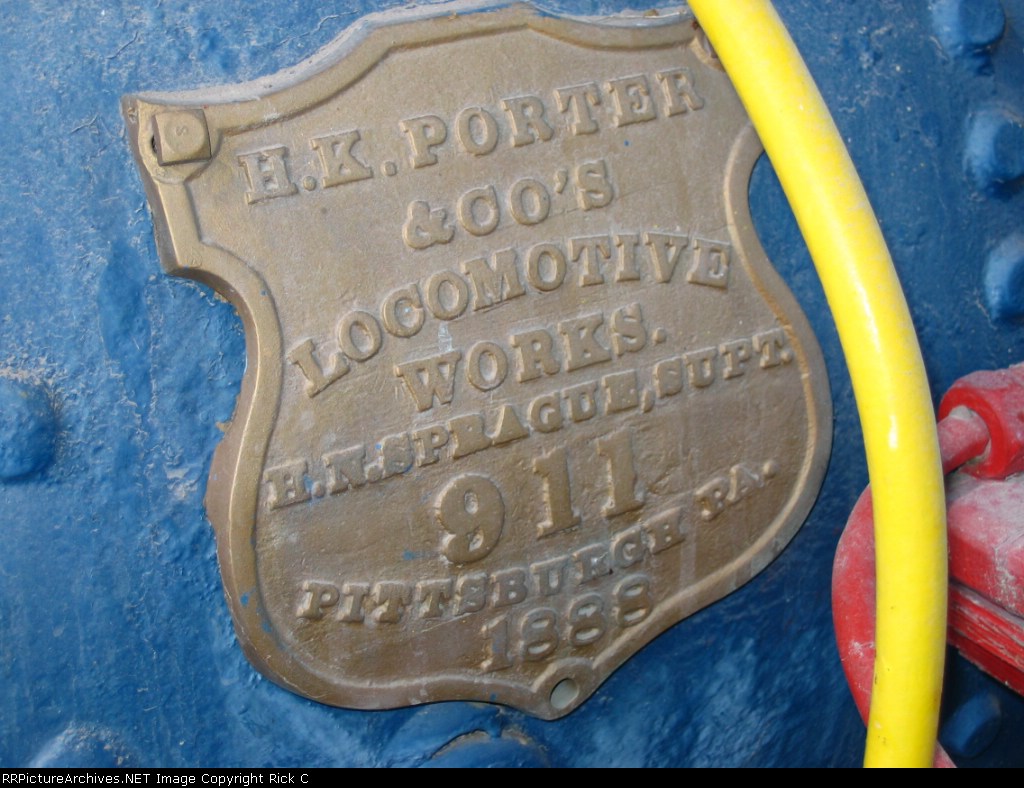 H.K. PORTER
& CO'S
LOCOMOTIVE
WORKS.
H.N. SPRAGUE, SUPT.
911
PITTSBURGH PA.
1888
S
RRPictureArchives.NET Image Copyright Rick C